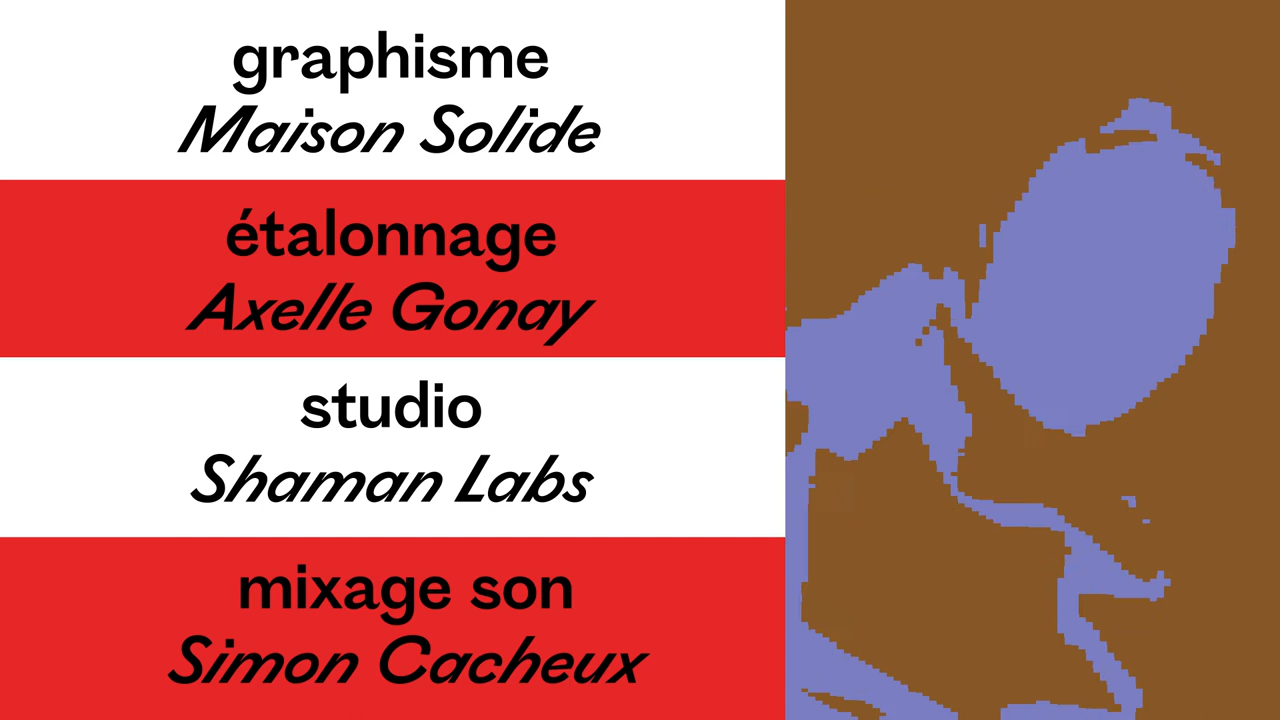 graphisme
Maison Solide
étalonnage
Axelle Gonay
studio
Shaman Labs
mixage son
Simon Cacheux